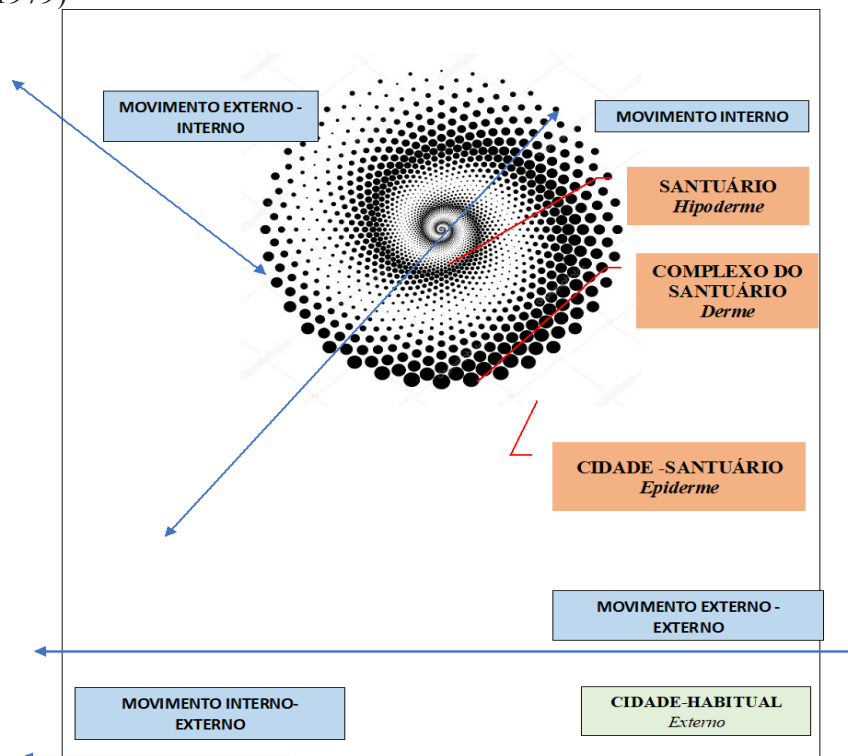 MOVIMENTO EXTERNO -
INTERNO
MOVIMENTO INTERNO
SANTUÁRIO
Hipoderme
COMPLEXO DO
SANTUÁRIO
Derme
CIDADE -SANTUÁRIO
Epiderme
MOVIMENTO EXTERNO -
EXTERNO
MOVIMENTO INTERNO-
EXTERNO
CIDADE-HABITUAL
Externo